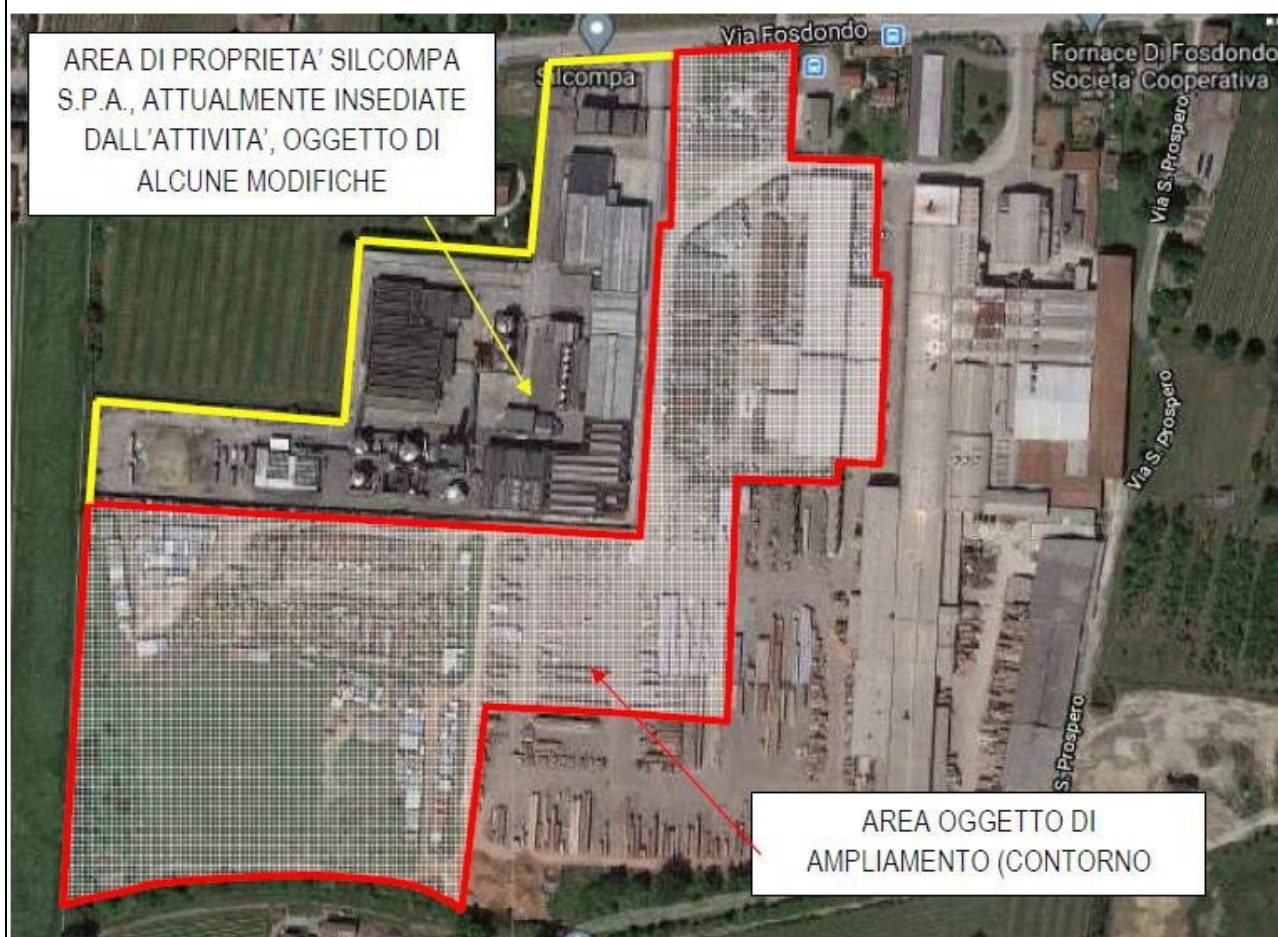 AREA DI PROPRIETA' SILCOMPA
S.P.A., ATTUALMENTE INSEDIATE
DALL'ATTIVITA', OGGETTO DI
ALCUNE MODIFICHE
Silcompa
Via Fosdondo
Fornace Di Fosdondo
Societa Cooperativa
Via S. Prospero
Via S. Prospero
S. Prospero
AREA OGGETTO DI
AMPLIAMENTO (CONTORNO